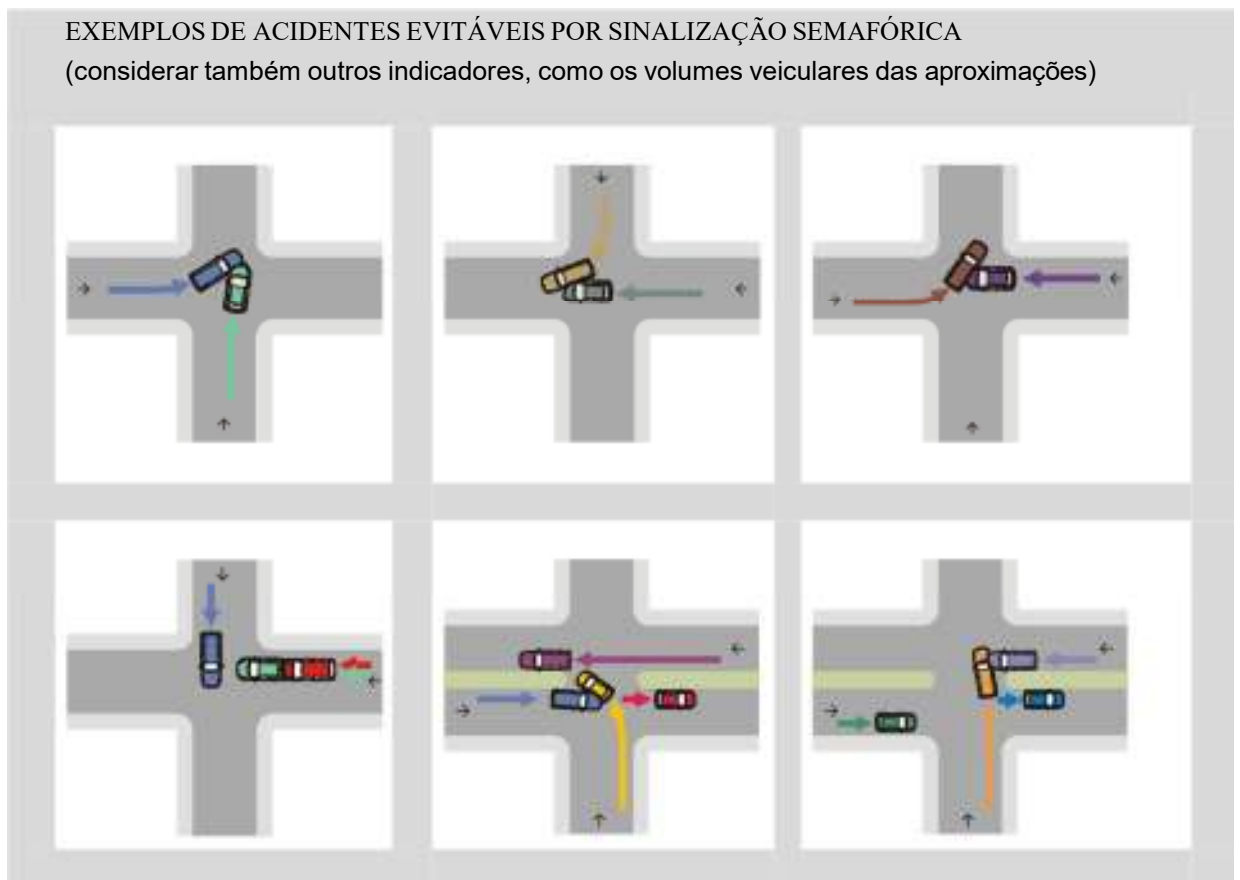 EXEMPLOS DE ACIDENTES EVITÁVEIS POR SINALIZAÇÃO SEMAFÓRICA
(considerar também outros indicadores, como os volumes veiculares das aproximações)